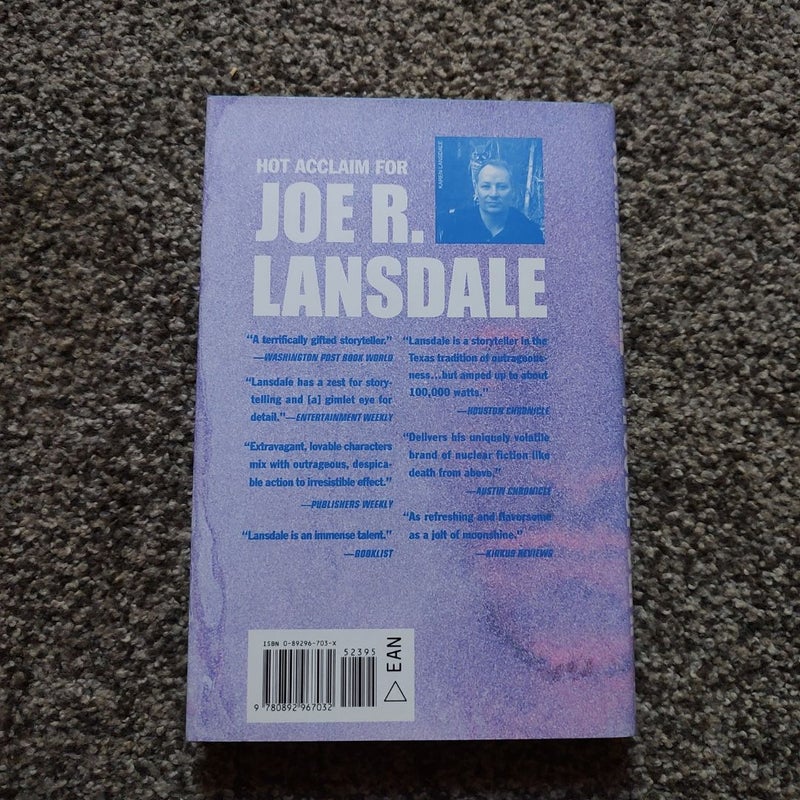 HOT ACCLAIM FOR
JOE R.
LANSDALE
KAREN LANSDALE
“A terrifically gifted storyteller.”
—WASHINGTON POST BOOK WORLD
“Lansdale has a zest for story-
telling and [a] gimlet eye for
detail.”—ENTERTAINMENT WEEKLY
“Extravagant, lovable characters
mix with outrageous, despica-
ble action to irresistible effect.”
—PUBLISHERS WEEKLY
“Lansdale is an immense talent.”
—BOOKLIST
“Lansdale is a storyteller in the
Texas tradition of outrageous-
ness...but amped up to about
100,000 watts.”
—HOUSTON CHRONICLE
“Delivers his uniquely volatile
brand of nuclear fiction like
death from above.”
—AUSTIN CHRONICLE
“As refreshing and flavorsome
as a jolt of moonshine.”
—KIRKUS REVIEWS
ISBN 0-89296-703-X
52395
9 780892 967032
EAN